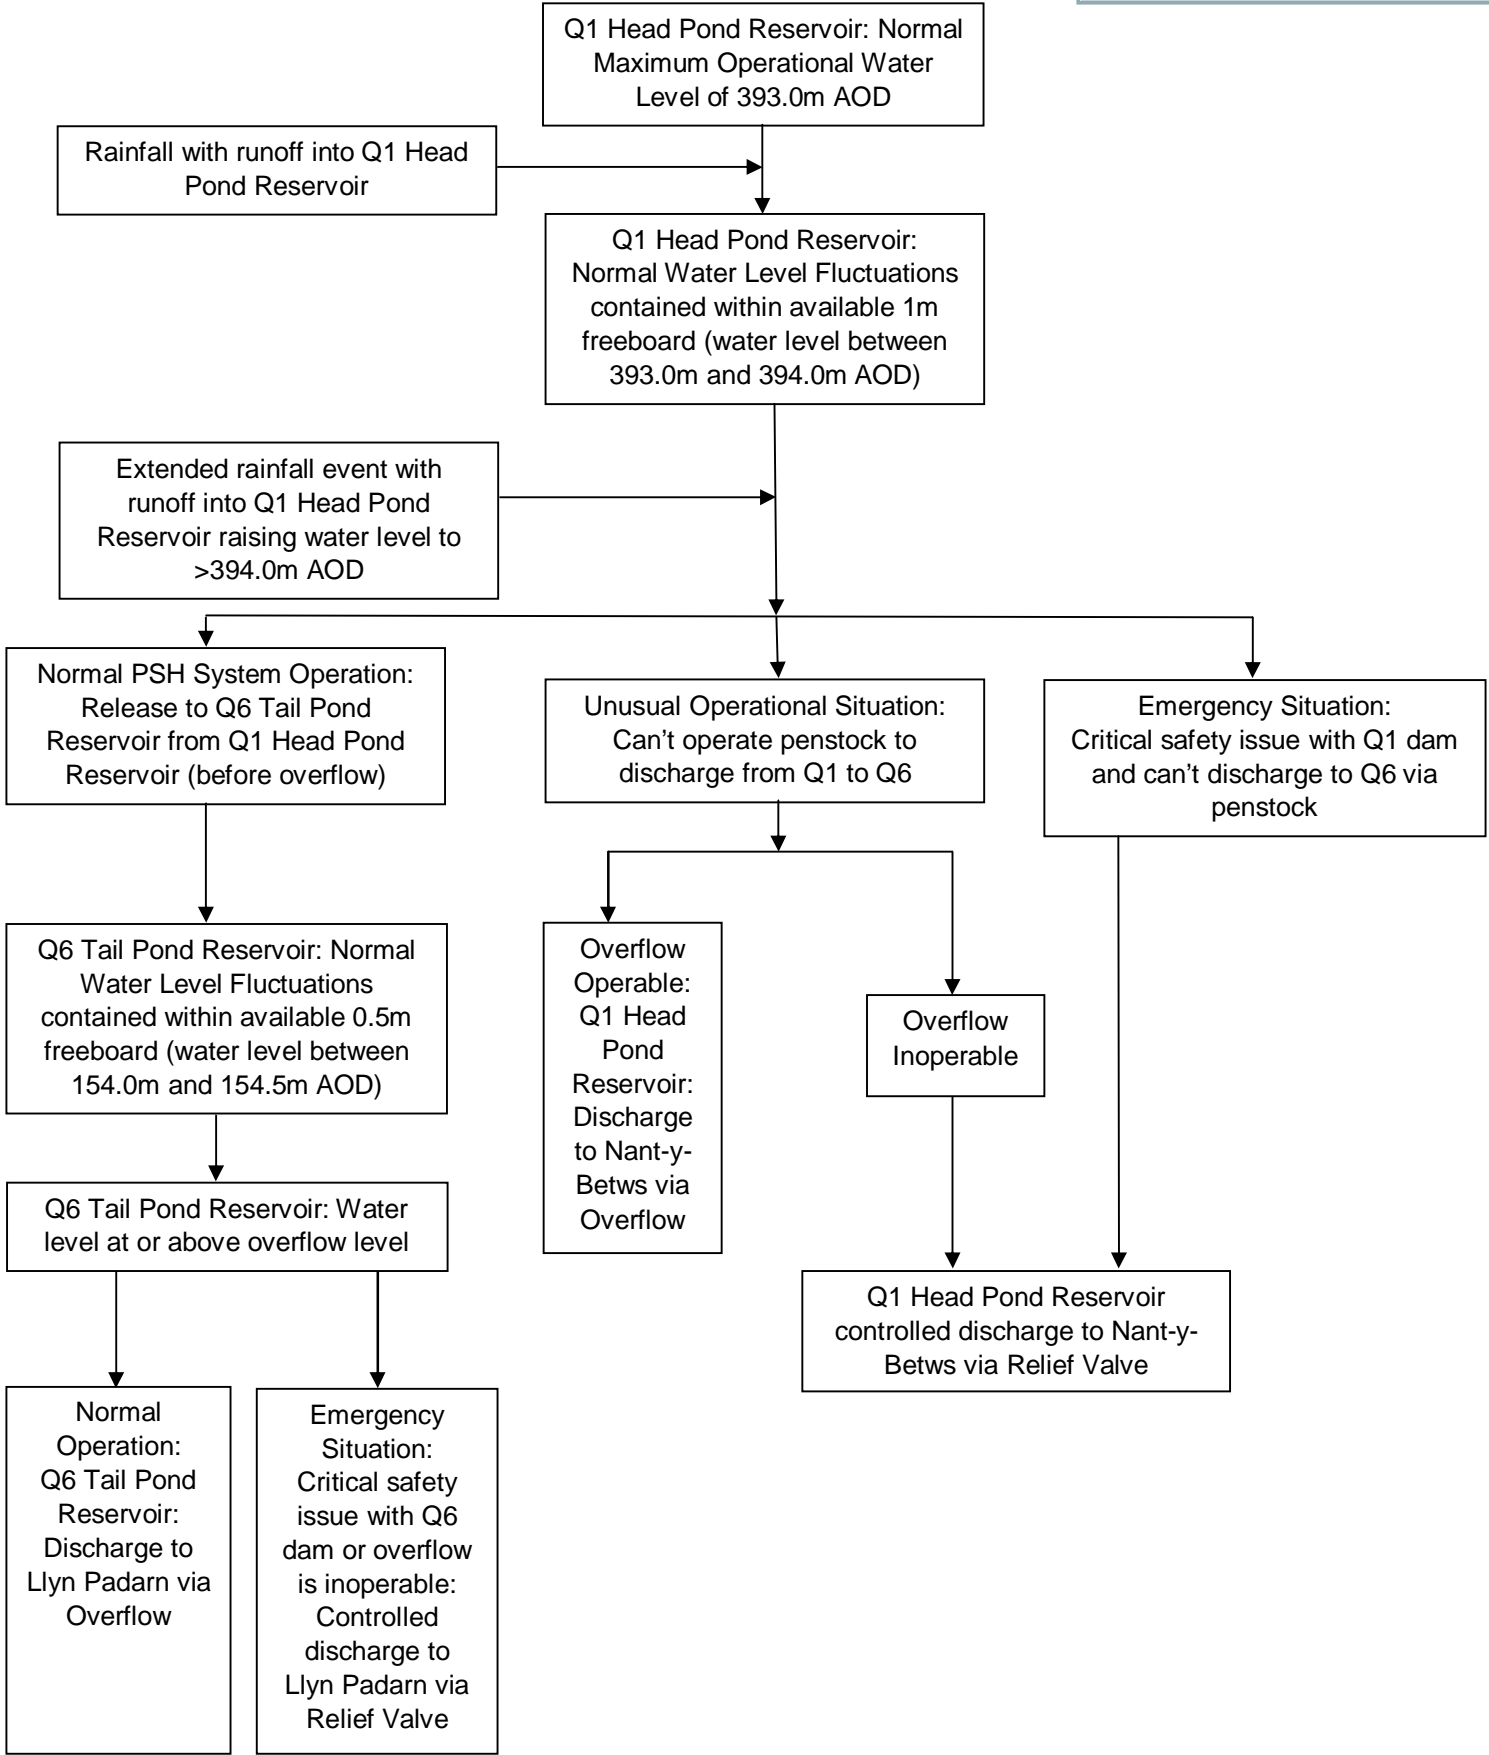 Q1 Head Pond Reservoir: Normal
Maximum Operational Water
Level of 393.0m AOD
Rainfall with runoff into Q1 Head
Pond Reservoir
Q1 Head Pond Reservoir:
Normal Water Level Fluctuations
contained within available 1m
freeboard (water level between
393.0m and 394.0m AOD)
Extended rainfall event with
runoff into Q1 Head Pond
Reservoir raising water level to
>394.0m AOD
Normal PSH System Operation:
Release to Q6 Tail Pond
Reservoir from Q1 Head Pond
Reservoir (before overflow)
Unusual Operational Situation:
Can't operate penstock to
discharge from Q1 to Q6
Emergency Situation:
Critical safety issue with Q1 dam
and can't discharge to Q6 via
penstock
Q6 Tail Pond Reservoir: Normal
Water Level Fluctuations
contained within available 0.5m
freeboard (water level between
154.0m and 154.5m AOD)
Overflow
Operable:
Q1 Head
Pond
Reservoir:
Discharge
to Nant-y-
Betws via
Overflow
Overflow
Inoperable
Q6 Tail Pond Reservoir: Water
level at or above overflow level
Q1 Head Pond Reservoir
controlled discharge to Nant-y-
Betws via Relief Valve
Normal
Operation:
Q6 Tail Pond
Reservoir:
Discharge to
Llyn Padarn via
Overflow
Emergency
Situation:
Critical safety
issue with Q6
dam or overflow
is inoperable:
Controlled
discharge to
Llyn Padarn via
Relief Valve